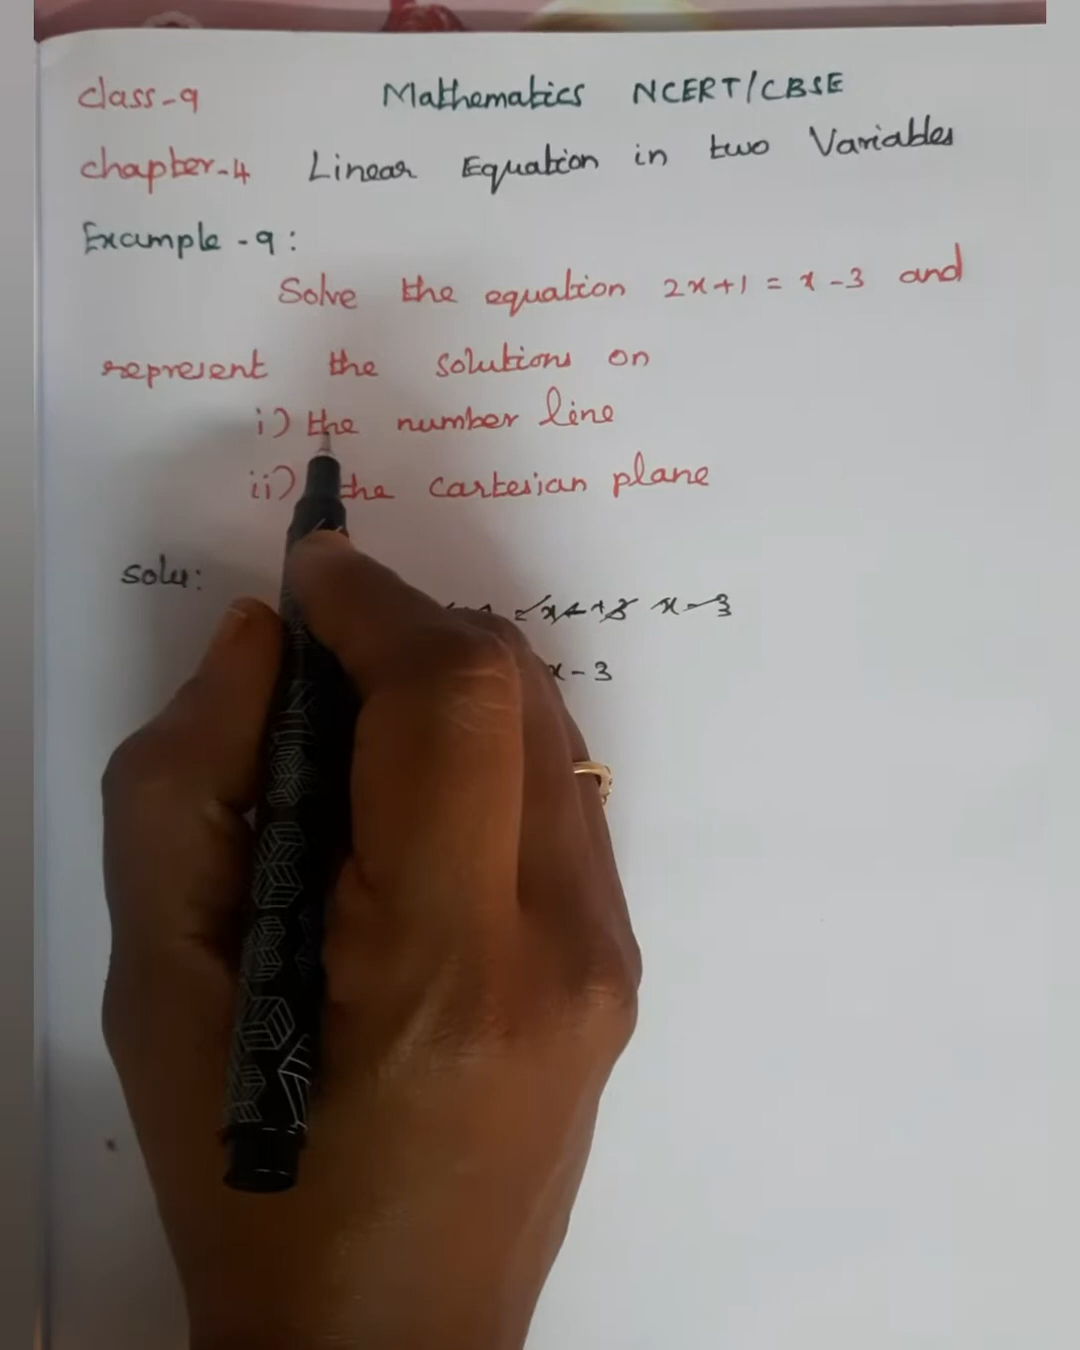 class-9 Mathematics NCERT/CBSE
chapter-4 Linear Equation in two Variables
Example-9:
Solve the equation 2x+1 = x-3 and
represent the solutions on
i) the number line
ii) the cartesian plane
solu:
x-3
x-3